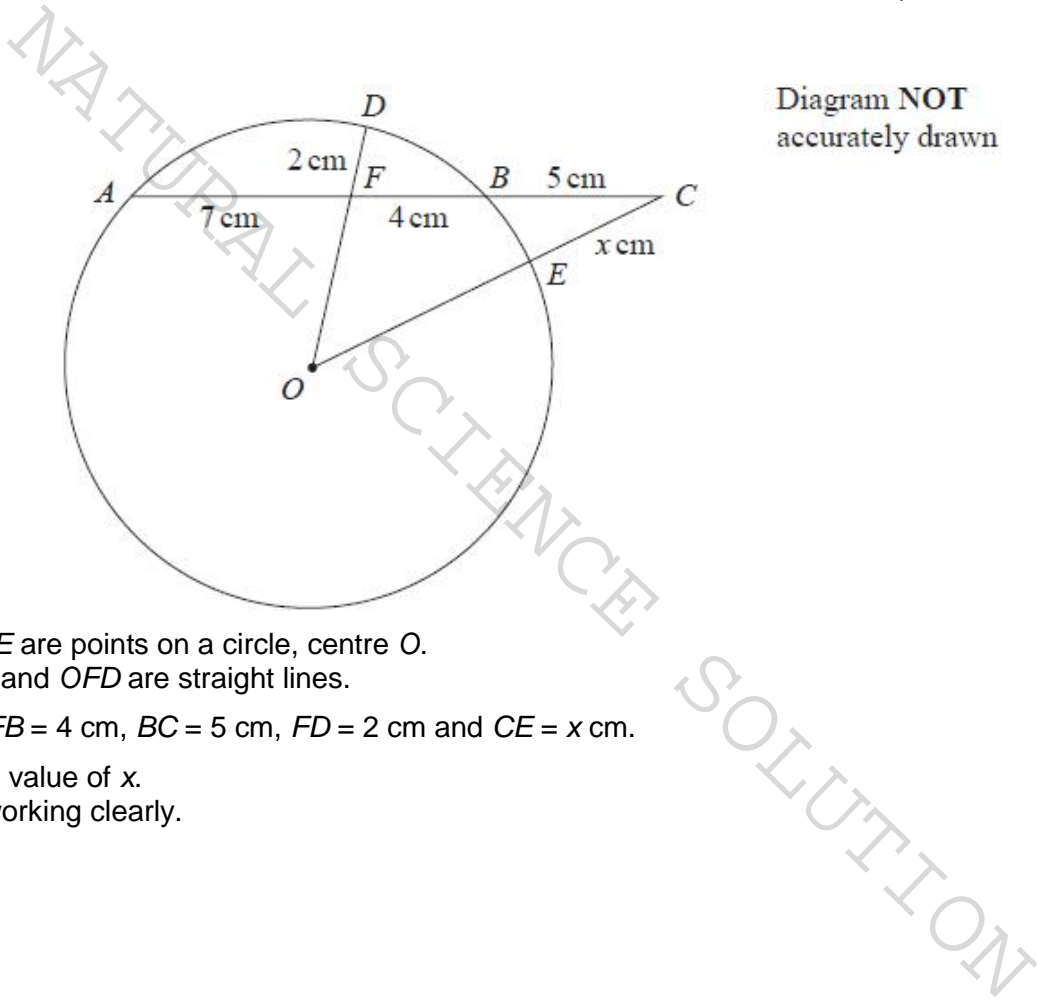 Diagram NOT
accurately drawn
D
2 cm
F
A
B
5 cm
C
7 cm
4 cm
x cm
E
O
E are points on a circle, centre O.
and OFD are straight lines.
FB = 4 cm, BC = 5 cm, FD = 2 cm and CE = x cm.
value of x.
working clearly.
NATURAL SCIENCE SOLUTION